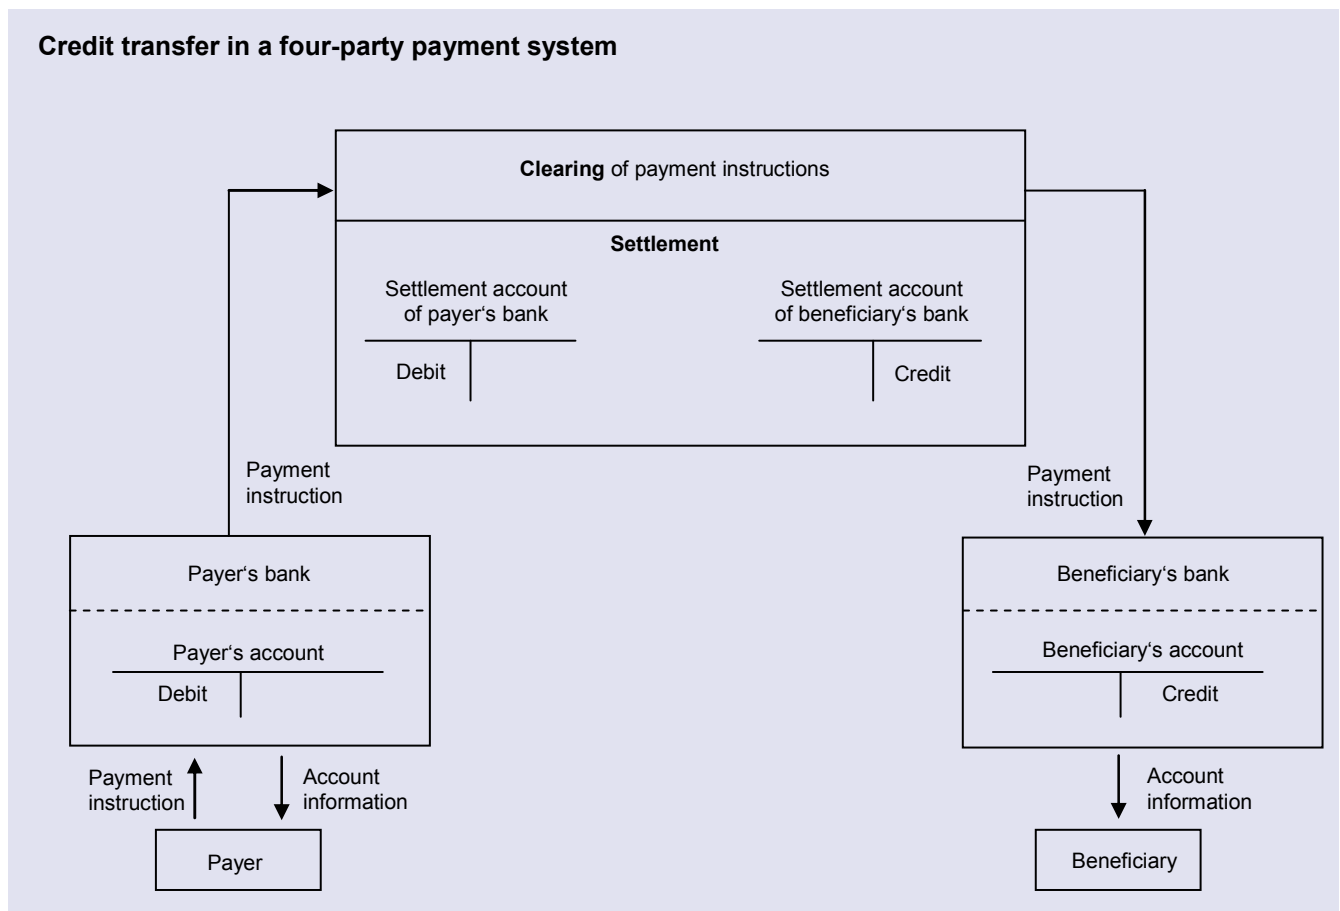 Credit transfer in a four-party payment system
Clearing of payment instructions
Settlement
Settlement account
of payer‘s bank
Settlement account
of beneficiary‘s bank
Debit
Credit
Payment
instruction
Payment
instruction
Payer‘s bank
Beneficiary‘s bank
Payer‘s account
Beneficiary‘s account
Debit
Credit
Payment
instruction
Account
information
Account
information
Payer
Beneficiary